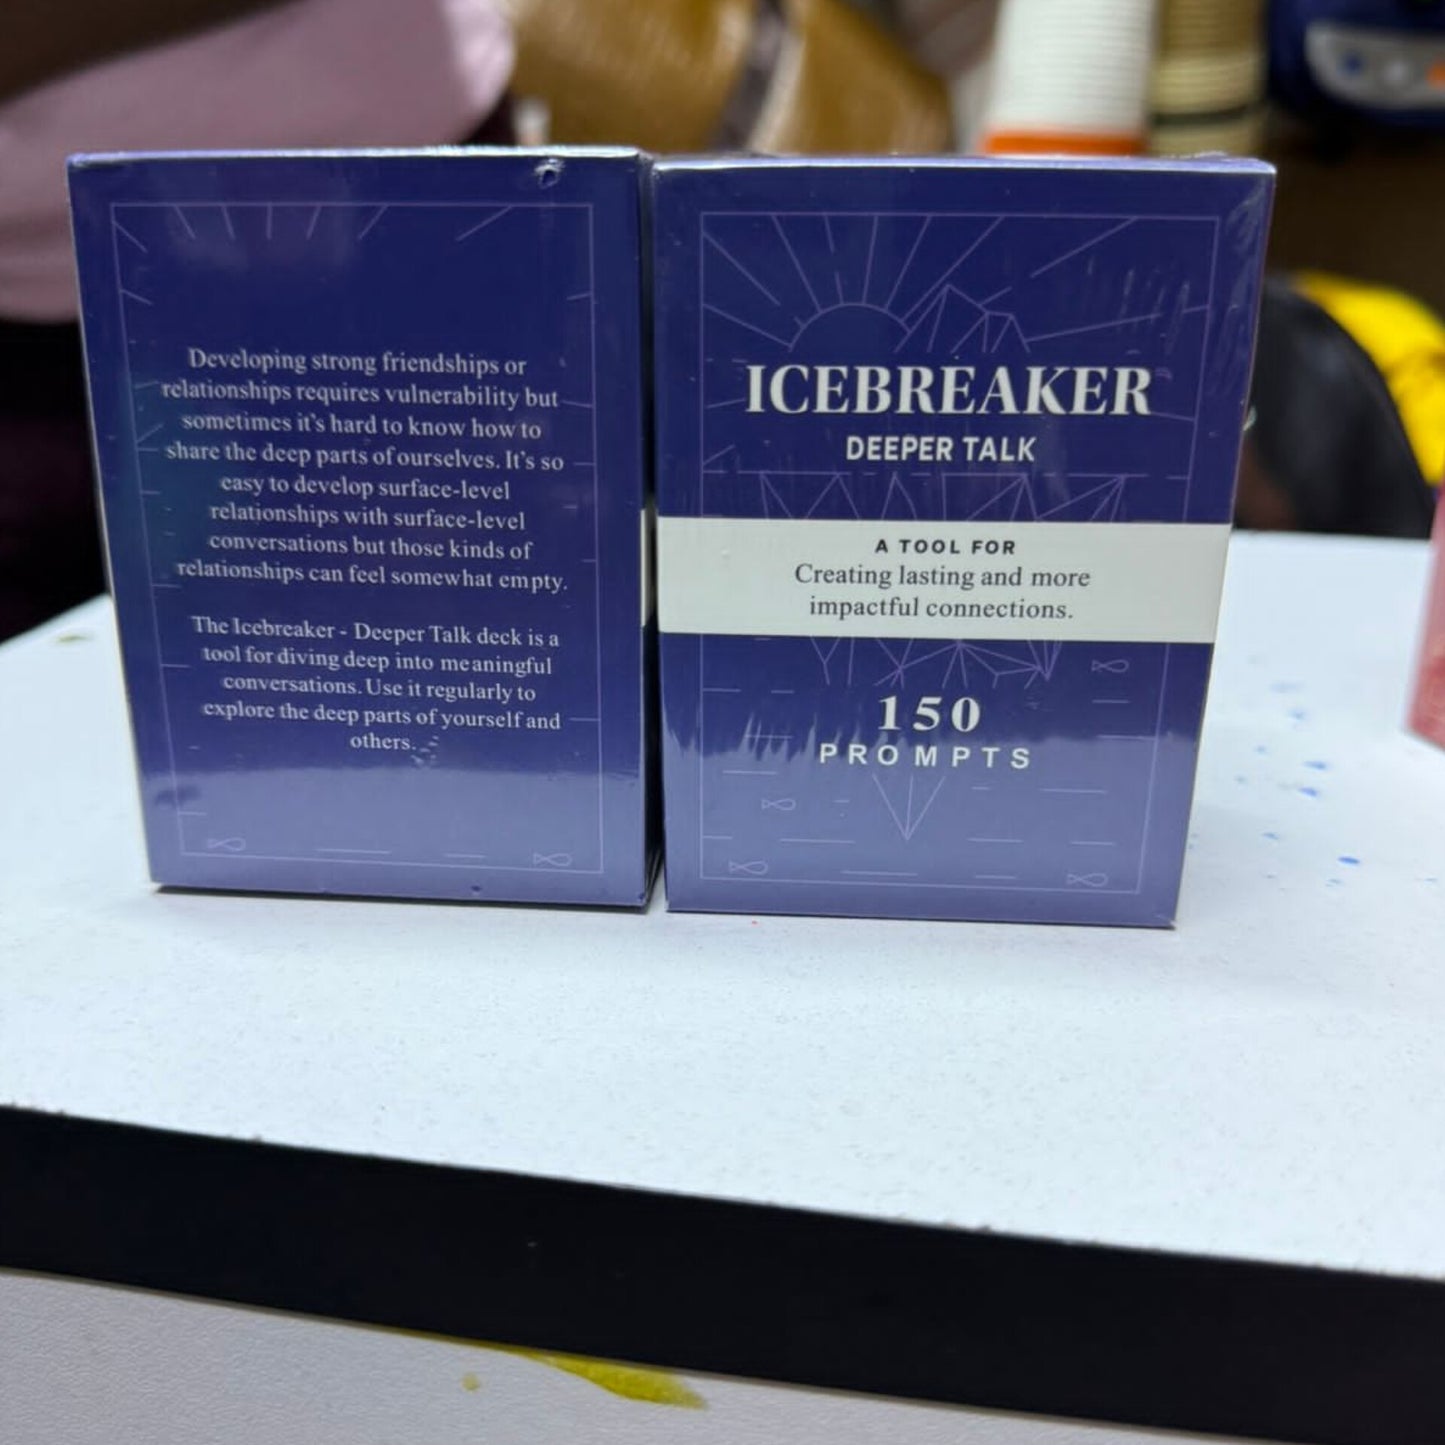 Developing strong friendships or
relationships requires vulnerability but
sometimes it's hard to know how to
share the deep parts of ourselves. It's so
easy to develop surface-level
relationships with surface-level
conversations but those kinds of
relationships can feel somewhat empty.
The Icebreaker - Deeper Talk deck is a
tool for diving deep into meaningful
conversations. Use it regularly to
explore the deep parts of yourself and
others.
ICEBREAKER
DEEPER TALK
A TOOL FOR
Creating lasting and more
impactful connections.
150
PROMPTS